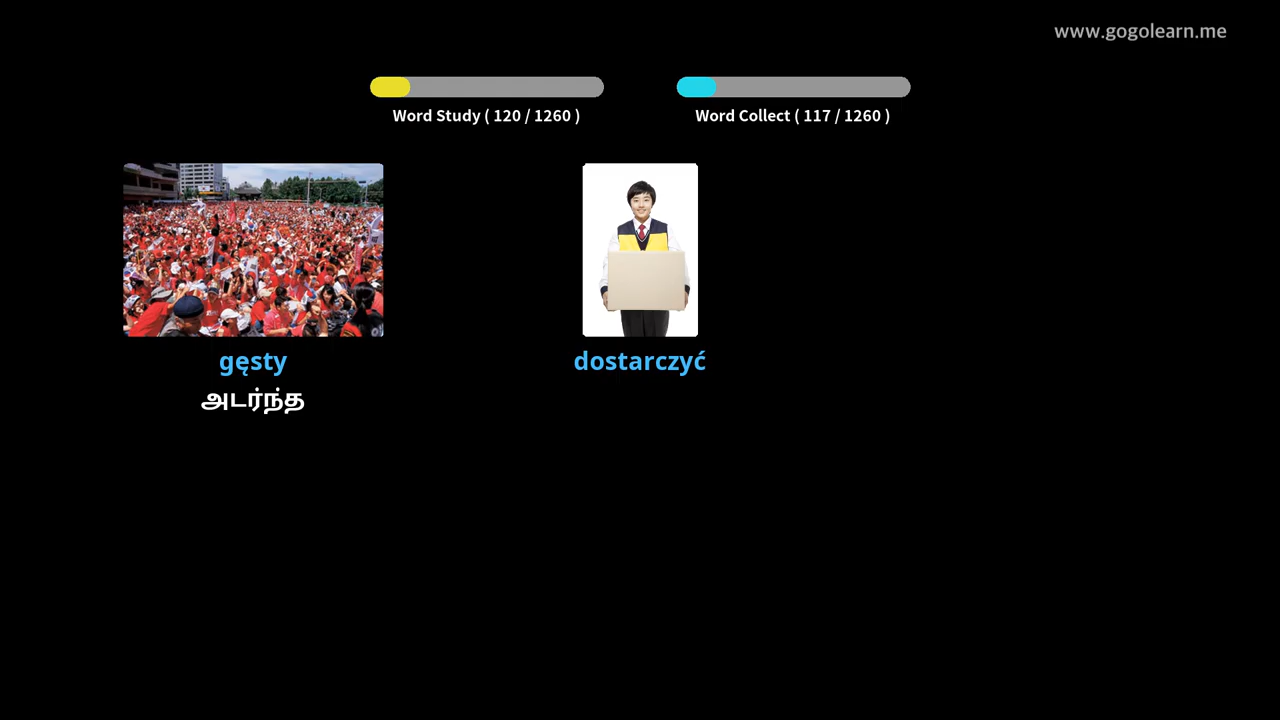 www.gogolearn.me
Word Study ( 120 / 1260 )
Word Collect ( 117 / 1260 )
gęsty
dostarczyć
அடர்ந்த